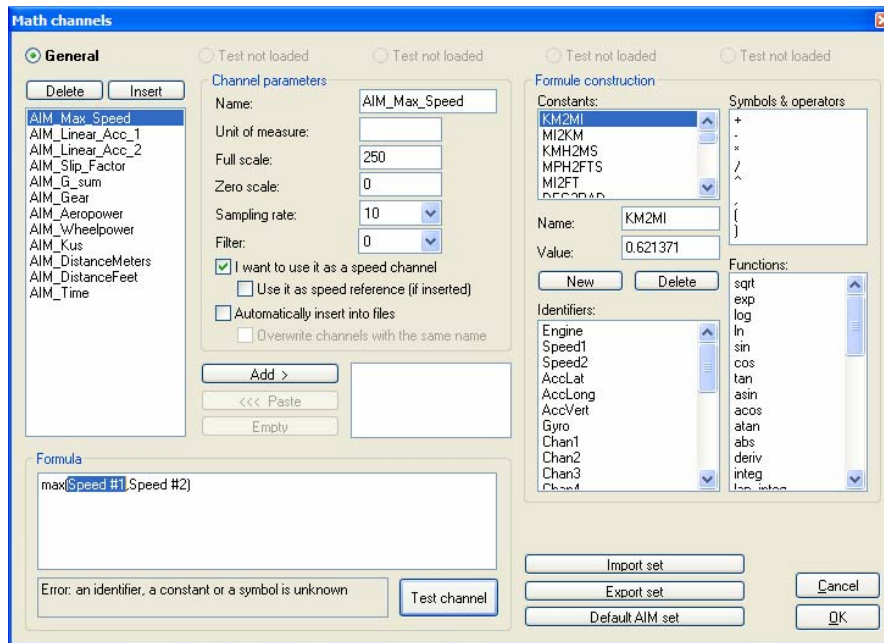 Math channels
General
Test not loaded
Test not loaded
Test not loaded
Test not loaded
Delete
Insert
AIM_Max_Speed
AIM_Linear_Acc_1
AIM_Linear_Acc_2
AIM_Slip_Factor
AIM_G_sum
AIM_Gear
AIM_Aeropower
AIM_Wheelpower
AIM_Kus
AIM_DistanceMeters
AIM_DistanceFeet
AIM_Time
Channel parameters
Name: AIM_Max_Speed
Unit of measure:
Full scale: 250
Zero scale: 0
Sampling rate: 10
Filter: 0
I want to use it as a speed channel
Use it as speed reference (if inserted)
Automatically insert into files
Overwrite channels with the same name
Add >
<<< Paste
Empty
Formule construction
Constants:
KM2MI
MI2KM
KMH2MS
MPH2FTS
MI2FT
DEG2RAD
Name: KM2MI
Value: 0.621371
New
Delete
Identifiers:
Engine
Speed1
Speed2
AccLat
AccLong
AccVert
Gyro
Chan1
Chan2
Chan3
Chan4
Symbols & operators
+
-
*
/
^
,
(
)
Functions:
sqrt
exp
log
ln
sin
cos
tan
asin
acos
atan
abs
deriv
integ
lap_integ
Formula
max(Speed #1,Speed #2)
Error: an identifier, a constant or a symbol is unknown
Test channel
Import set
Export set
Default AIM set
Cancel
OK